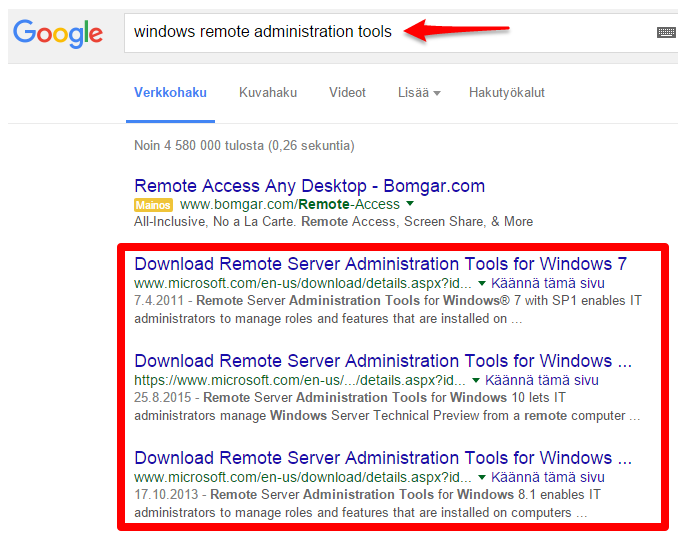 Google
windows remote administration tools
Verkkohaku Kuvahaku Videot Lisää Hakutyökalut
Noin 4 580 000 tulosta (0,26 sekuntia)
Remote Access Any Desktop - Bomgar.com
Mainos www.bomgar.com/Remote-Access
All-Inclusive, No a La Carte. Remote Access, Screen Share, & More
Download Remote Server Administration Tools for Windows 7
www.microsoft.com/en-us/download/details.aspx?id... Käännä tämä sivu
7.4.2011 - Remote Server Administration Tools for Windows® 7 with SP1 enables IT
administrators to manage roles and features that are installed on ...
Download Remote Server Administration Tools for Windows ...
https://www.microsoft.com/en-us/.../details.aspx?id... Käännä tämä sivu
25.8.2015 - Remote Server Administration Tools for Windows 10 lets IT
administrators manage Windows Server Technical Preview from a remote computer ...
Download Remote Server Administration Tools for Windows ...
www.microsoft.com/en-us/download/details.aspx?id... Käännä tämä sivu
17.10.2013 - Remote Server Administration Tools for Windows 8.1 enables IT
administrators to manage roles and features that are installed on computers ...